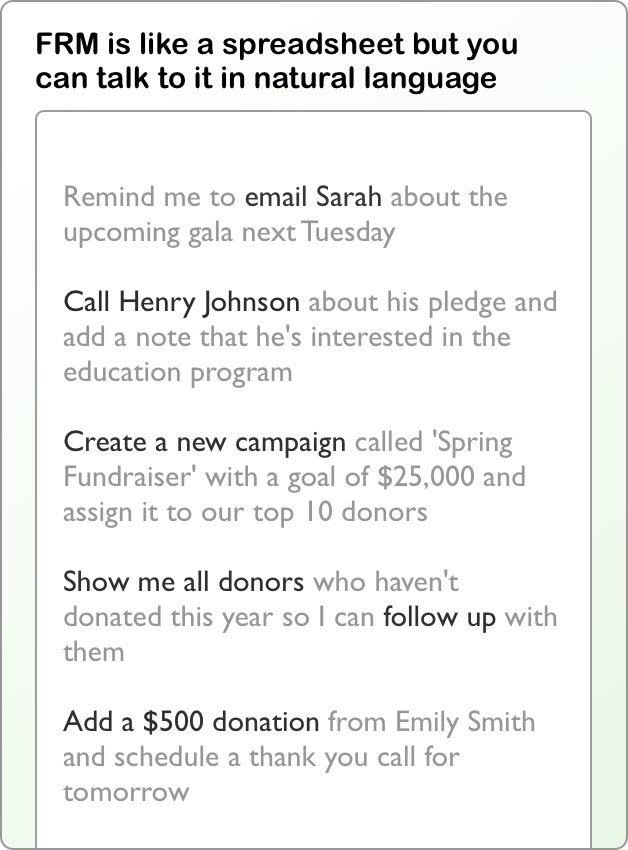 FRM is like a spreadsheet but you
can talk to it in natural language
Remind me to email Sarah about the
upcoming gala next Tuesday
Call Henry Johnson about his pledge and
add a note that he's interested in the
education program
Create a new campaign called 'Spring
Fundraiser' with a goal of $25,000 and
assign it to our top 10 donors
Show me all donors who haven't
donated this year so I can follow up with
them
Add a $500 donation from Emily Smith
and schedule a thank you call for
tomorrow